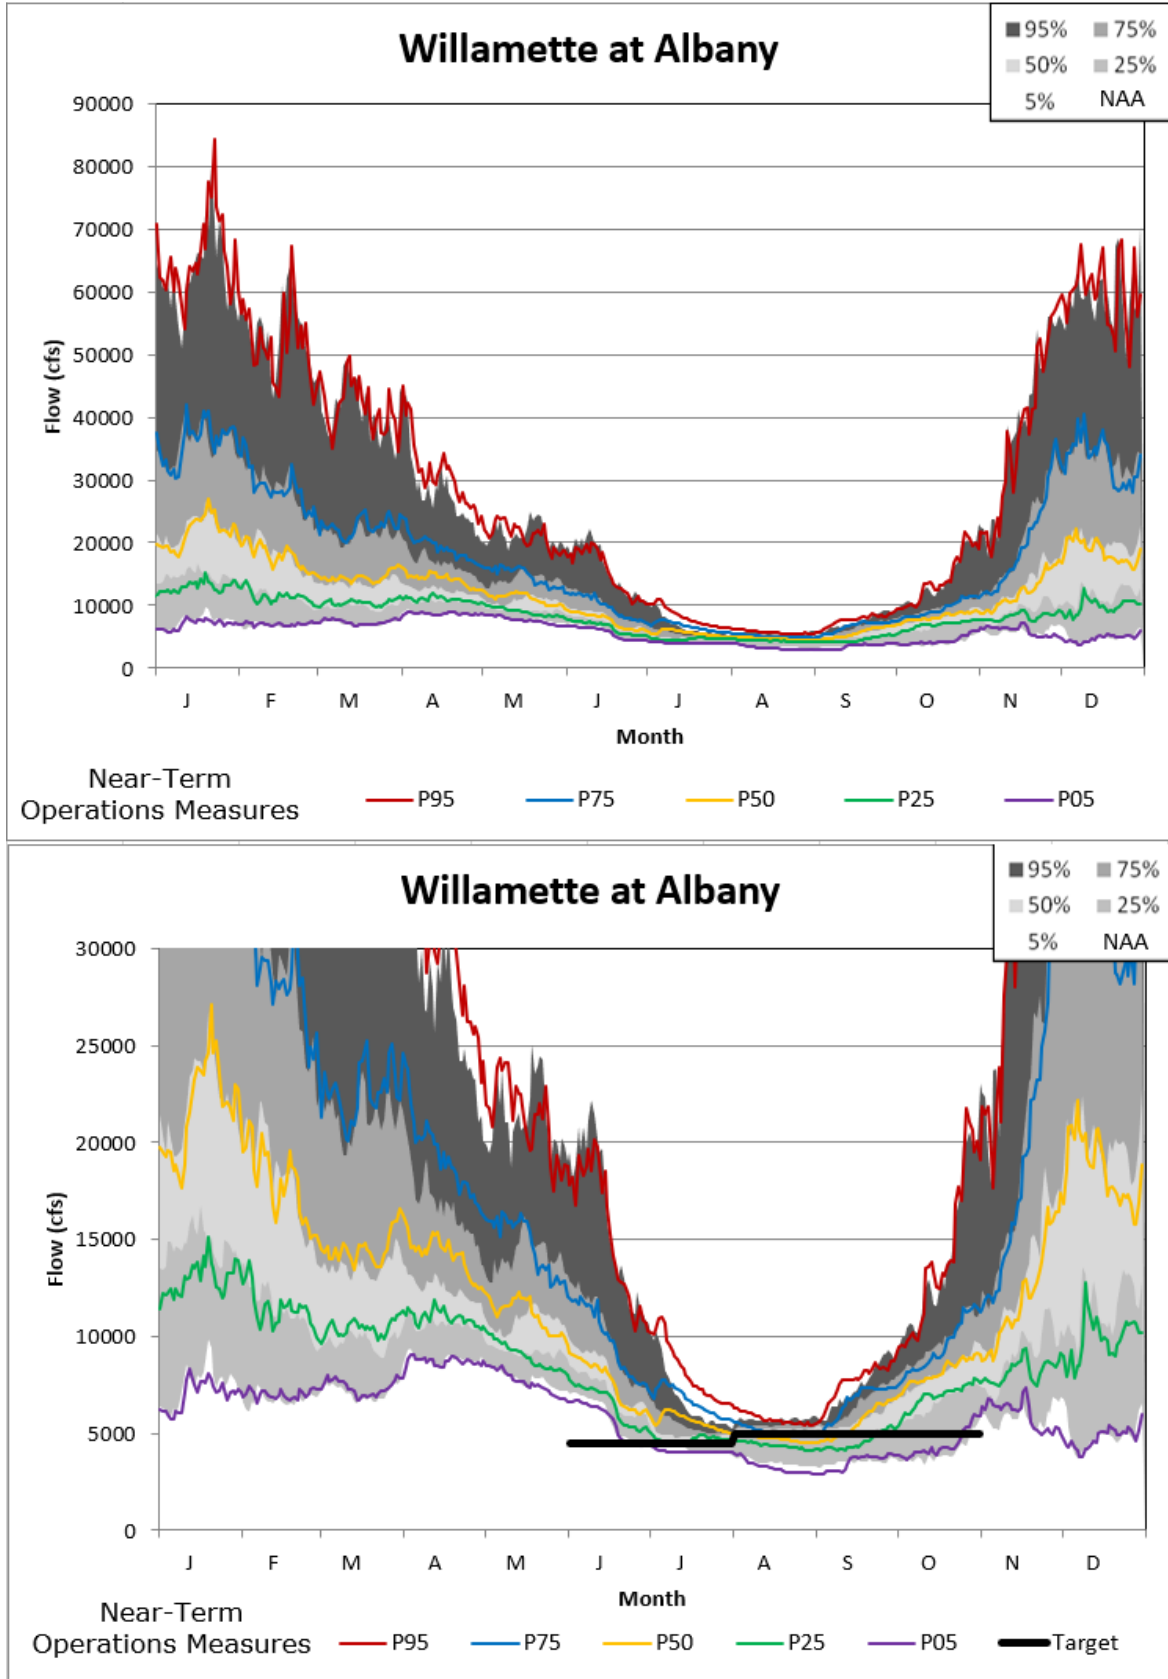 Willamette at Albany
95% 75%
50% 25%
5% NAA
90000
80000
70000
60000
50000
40000
30000
20000
10000
0
Flow (cfs)
J F M A M J J A S O N D
Month
Near-Term
Operations Measures
P95 P75 P50 P25 P05
Willamette at Albany
95% 75%
50% 25%
5% NAA
30000
25000
20000
15000
10000
5000
0
Flow (cfs)
J F M A M J J A S O N D
Month
Near-Term
Operations Measures
P95 P75 P50 P25 P05 Target